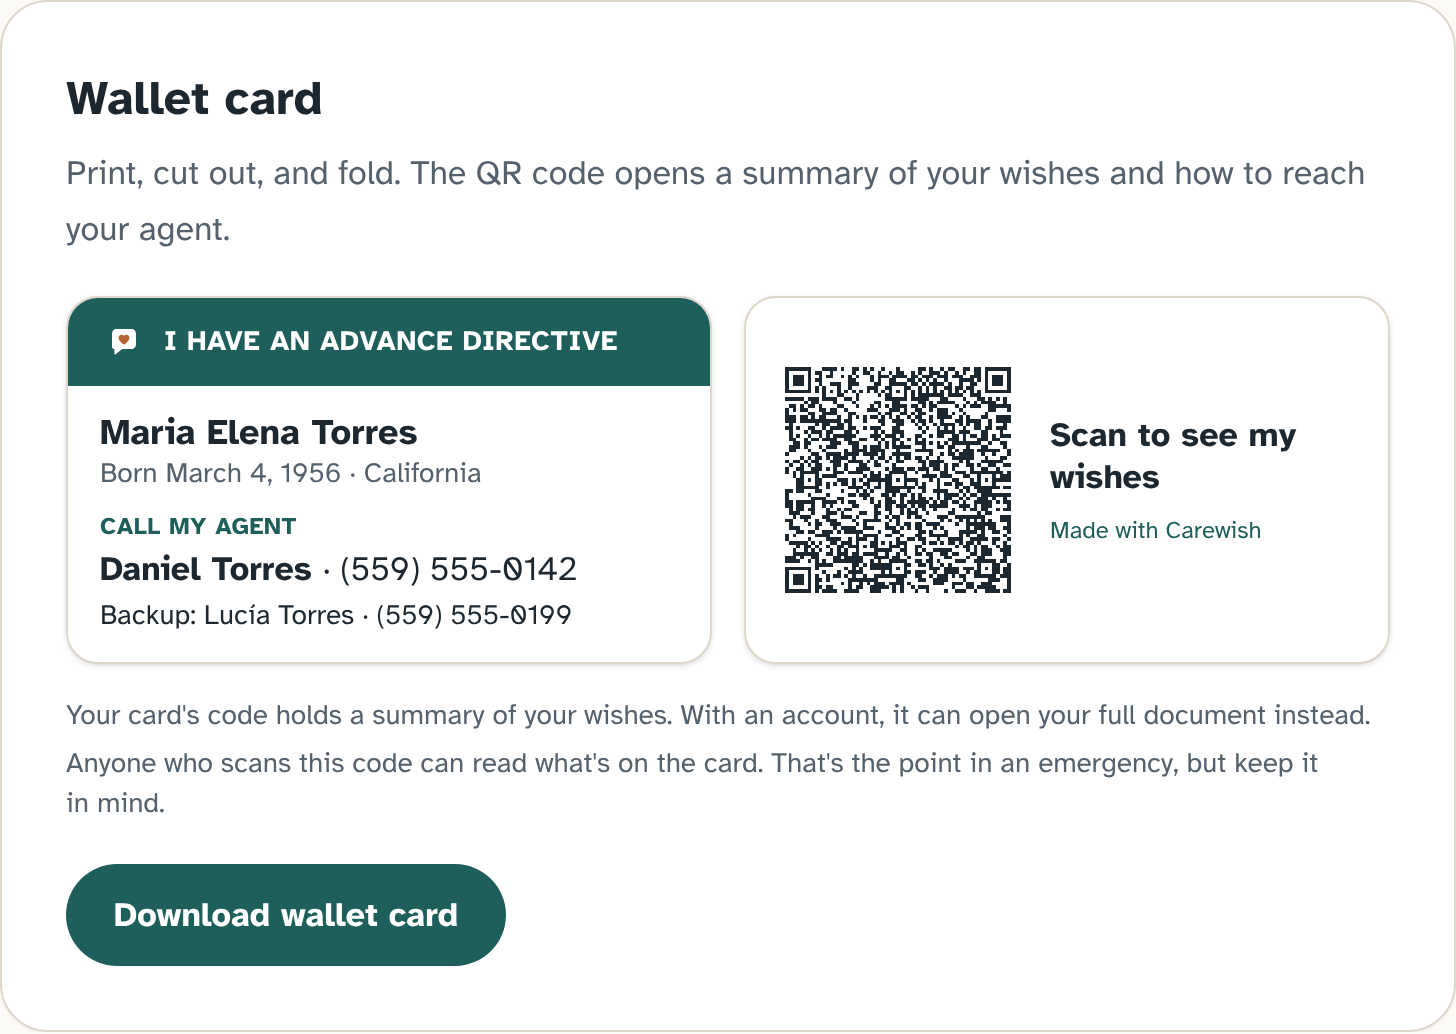 Wallet card
Print, cut out, and fold. The QR code opens a summary of your wishes and how to reach
your agent.
I HAVE AN ADVANCE DIRECTIVE
Maria Elena Torres
Born March 4, 1956 · California
CALL MY AGENT
Daniel Torres · (559) 555-0142
Backup: Lucía Torres · (559) 555-0199
Scan to see my
wishes
Made with Carewish
Your card's code holds a summary of your wishes. With an account, it can open your full document instead.
Anyone who scans this code can read what's on the card. That's the point in an emergency, but keep it
in mind.
Download wallet card